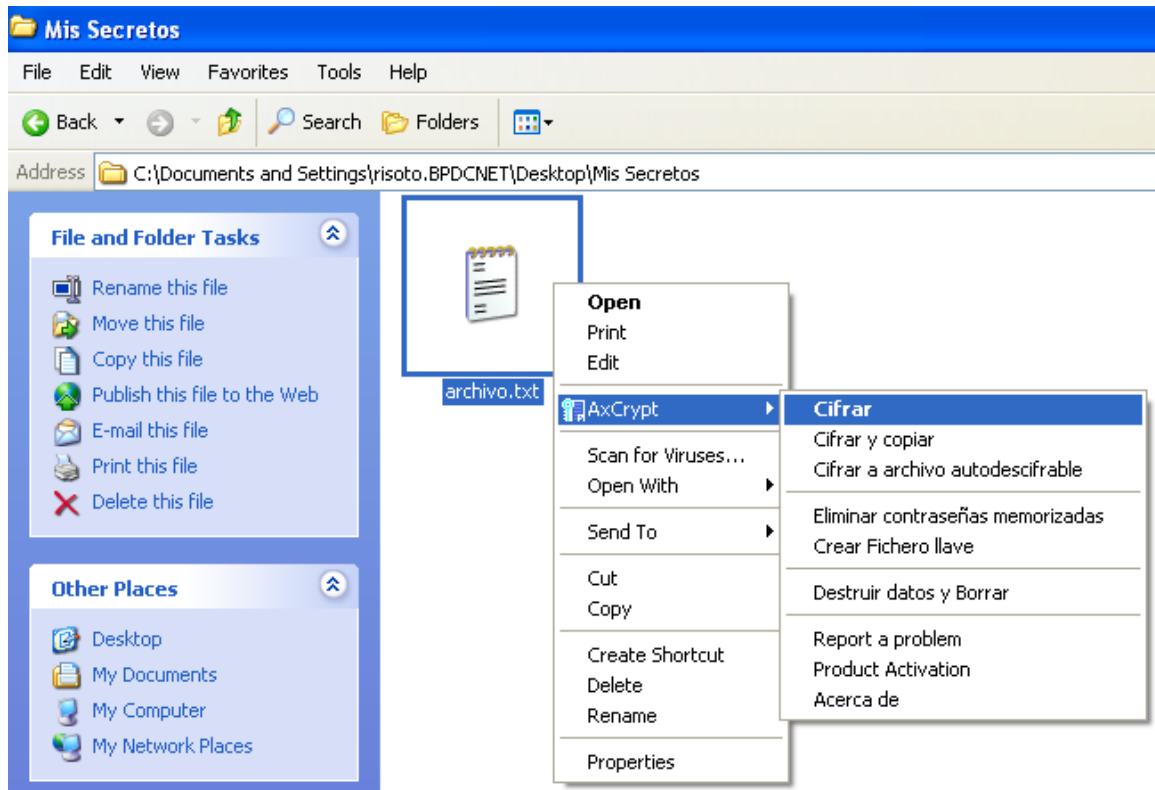 Mis Secretos
File Edit View Favorites Tools Help
Back Search Folders
Address C:\Documents and Settings\risoto.BPDCNET\Desktop\Mis Secretos
File and Folder Tasks
Rename this file
Move this file
Copy this file
Publish this file to the Web
E-mail this file
Print this file
Delete this file
Other Places
Desktop
My Documents
My Computer
My Network Places
archivo.txt
Open
Print
Edit
AxCrypt
Scan for Viruses...
Open With
Send To
Cut
Copy
Create Shortcut
Delete
Rename
Properties
Cifrar
Cifrar y copiar
Cifrar a archivo autodescifrable
Eliminar contraseñas memorizadas
Crear Fichero llave
Destruir datos y Borrar
Report a problem
Product Activation
Acerca de